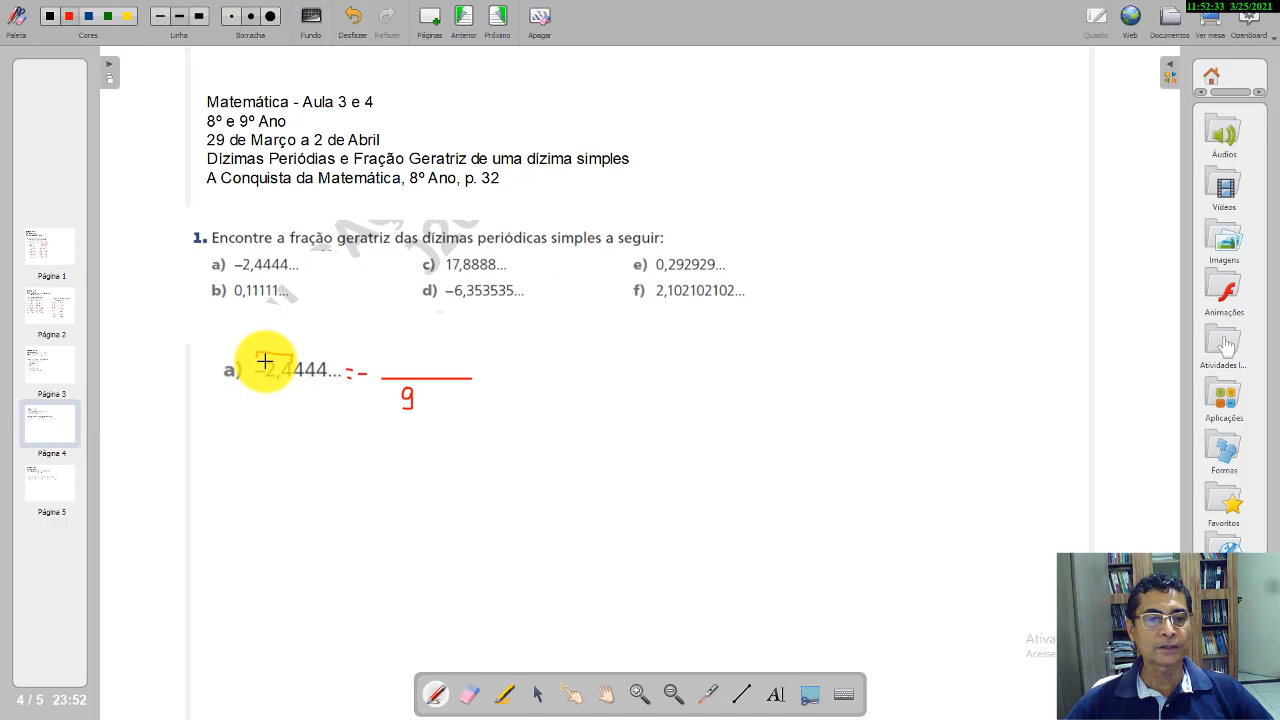 11:52:33 3/25/2021
Paleta
Cores
Linha
Borracha
Fundo
Desfazer
Refazer
Páginas
Anterior
Próximo
Apagar
Quadro
Web
Documentos
Ver mesa
OpenBoard
Matemática - Aula 3 e 4
8º e 9º Ano
29 de Março a 2 de Abril
Dízimas Periódias e Fração Geratriz de uma dízima simples
A Conquista da Matemática, 8º Ano, p. 32
1. Encontre a fração geratriz das dízimas periódicas simples a seguir:
a) −2,4444... c) 17,8888... e) 0,292929...
b) 0,11111... d) −6,353535... f) 2,102102102...
a) −2,4444... = −
9
Página 1
Página 2
Página 3
Página 4
Página 5
4 / 5 23:52
Áudios
Vídeos
Imagens
Animações
Atividades I..
Aplicações
Formas
Favoritos
Ativa
Acesse